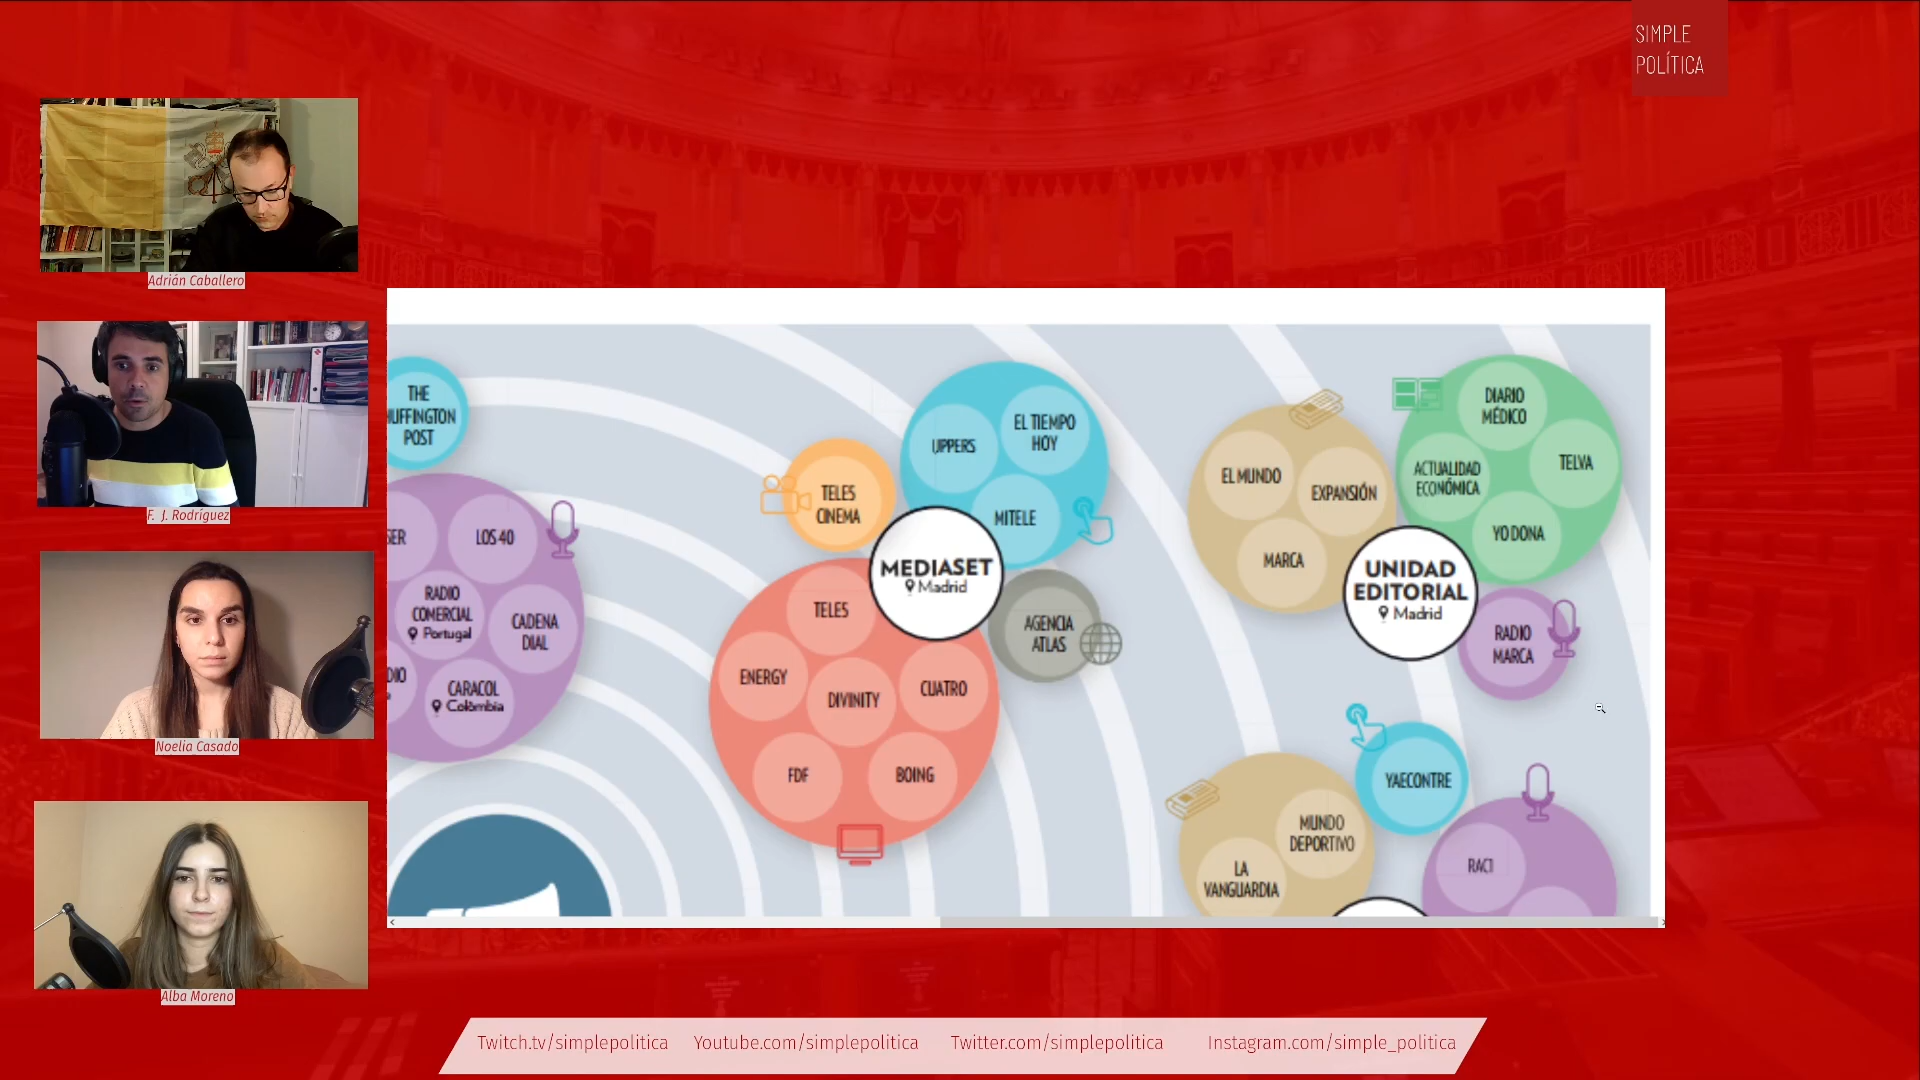 SIMPLE
POLÍTICA
Adrián Caballero
F. J. Rodríguez
Noelia Casado
Alba Moreno
THE
UFFINGTON
POST
SER
LOS 40
RADIO
COMERCIAL
Portugal
CADENA
DIAL
DIO
CARACOL
Colombia
TELES
CINEMA
UPPERS
EL TIEMPO
HOY
MITELE
MEDIASET
Madrid
AGENCIA
ATLAS
TELES
ENERGY
DIVINITY
CUATRO
FDF
BOING
EL MUNDO
EXPANSIÓN
MARCA
DIARIO
MÉDICO
ACTUALIDAD
ECONÓMICA
TELVA
YO DONA
UNIDAD
EDITORIAL
Madrid
RADIO
MARCA
YAECONTRE
MUNDO
DEPORTIVO
LA
VANGUARDIA
RAC1
Twitch.tv/simplepolitica Youtube.com/simplepolitica Twitter.com/simplepolitica Instagram.com/simple_politica